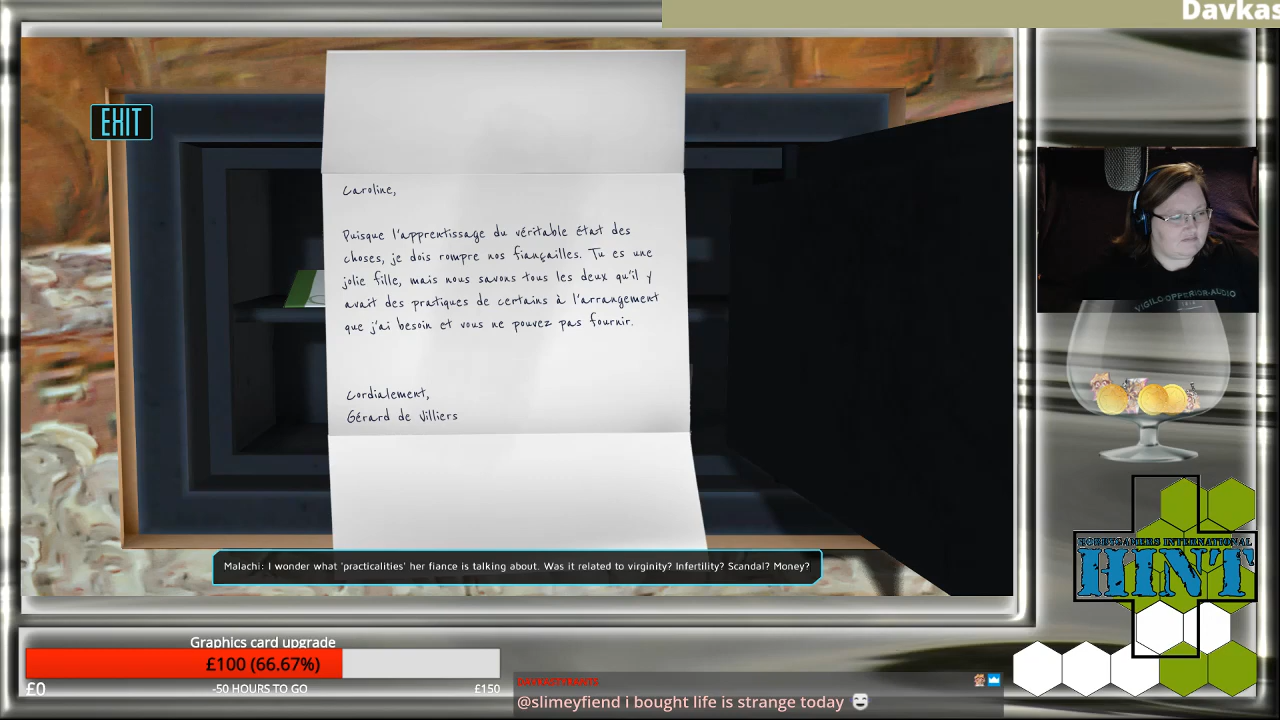 Davkas
EXIT
Caroline,
Puisque l'apprentissage du véritable état des
choses, je dois rompre nos fiançailles. Tu es une
jolie fille, mais nous savons tous les deux qu'il y
avait des pratiques de certains à l'arrangement
que j'ai besoin et vous ne pouvez pas fournir.
Cordialement,
Gérard de Villiers
Malachi: I wonder what 'practicalities' her fiance is talking about. Was it related to virginity? Infertility? Scandal? Money?
VIGILOOPPERIOR-AUDIO
INTERNATIONAL
HINT
Graphics card upgrade
£100 (66.67%)
£0
-50 HOURS TO GO
£150
@slimeyfiend i bought life is strange today